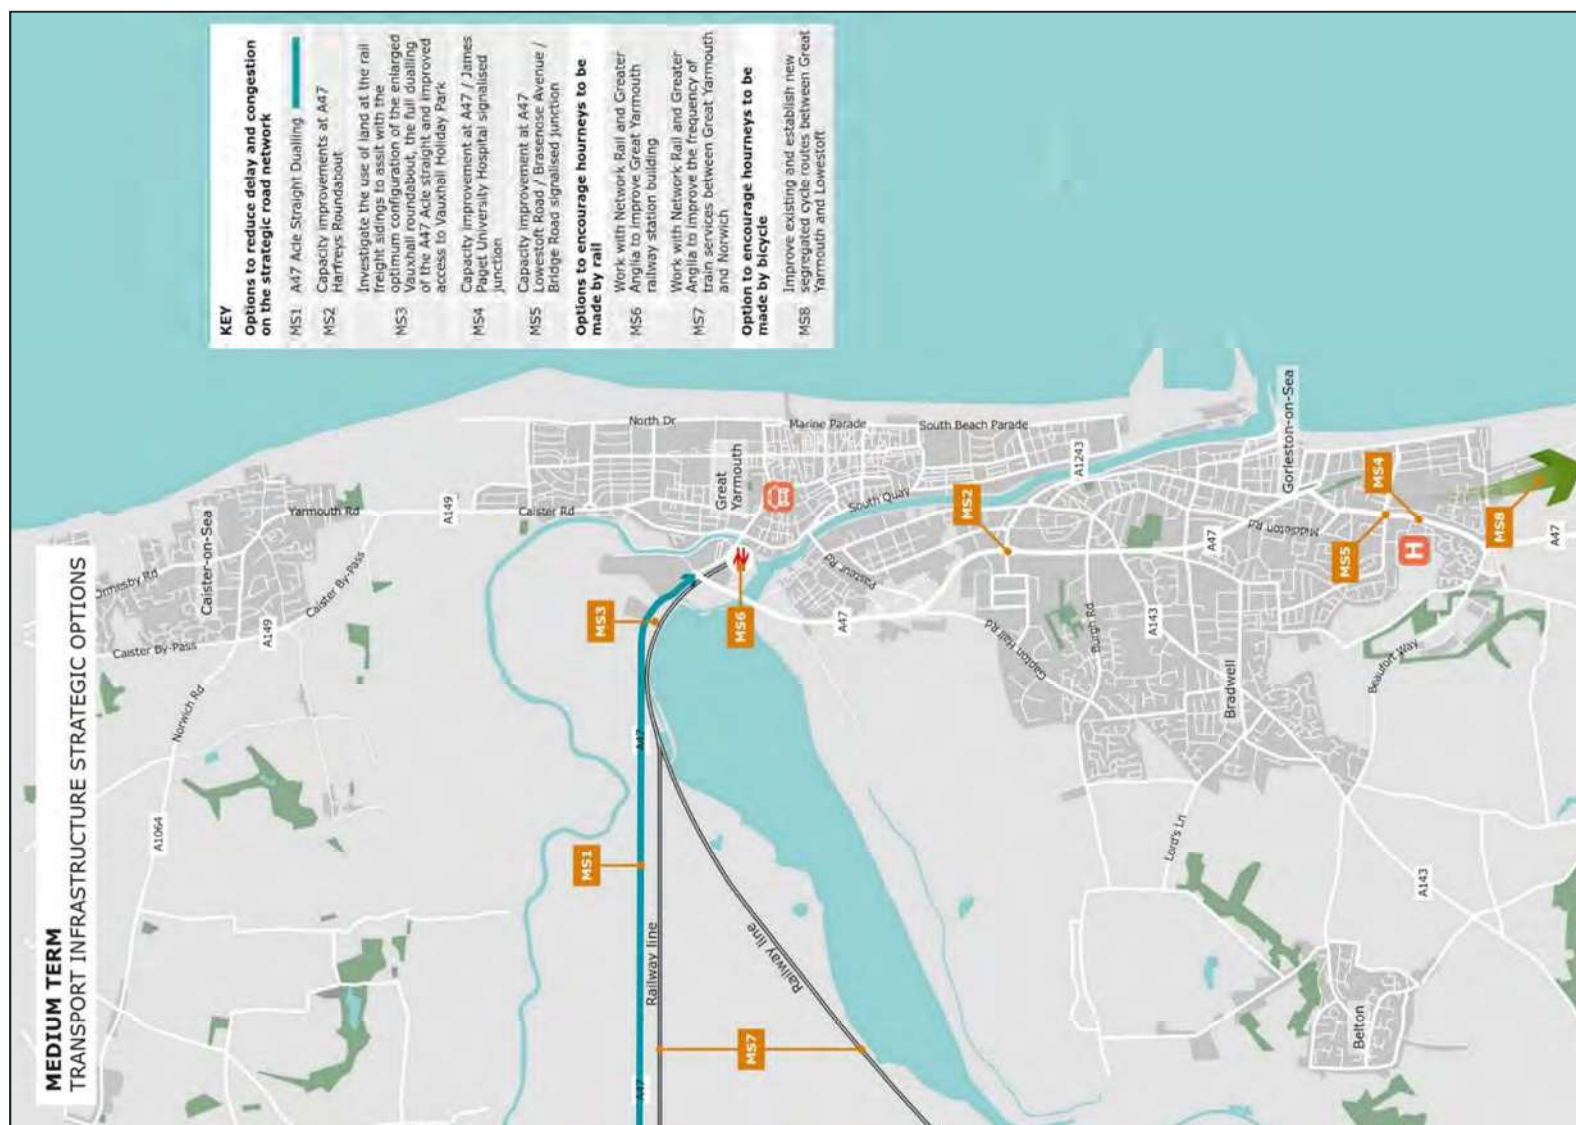 MEDIUM TERM
TRANSPORT INFRASTRUCTURE STRATEGIC OPTIONS
KEY
Options to reduce delay and congestion
on the strategic road network
MS1 A47 Acle Straight Dualling
MS2 Capacity improvements at A47
Harfreys Roundabout
Investigate the use of land at the rail
freight sidings to assit with the
optimum configuration of the enlarged
MS3 Vauxhall roundabout, the full dualling
of the A47 Acle straight and improved
access to Vauxhall Holiday Park
Capacity improvement at A47 / James
MS4 Paget University Hospital signalised
junction
Capacity improvement at A47
MS5 Lowestoft Road / Brasenose Avenue /
Bridge Road signalised junction
Options to encourage hourneys to be
made by rail
Work with Network Rail and Greater
MS6 Anglia to improve Great Yarmouth
railway station building
Work with Network Rail and Greater
Anglia to improve the frequency of
MS7 train services between Great Yarmouth
and Norwich
Option to encourage hourneys to be
made by bicycle
Improve existing and establish new
MS8 segregated cycle routes between Great
Yarmouth and Lowestoft
Ormesby Rd
Caister-on-Sea
Yarmouth Rd
Caister By-Pass
Caister By-Pass
A149
A149
Norwich Rd
A1064
Caister Rd
North Dr
Great
Yarmouth
Marine Parade
South Beach Parade
South Quay
A1243
MS3
MS6
MS2
A47
MS1
Railway line
Railway line
MS7
A47
Pasteur Rd
A47
Gapton Hall Rd
Burgh Rd
A143
Bradwell
A47
Middleton Rd
Gorleston-on-Sea
MS4
MS5
H
MS8
A47
Beaufort Way
Lord's Ln
A143
Belton